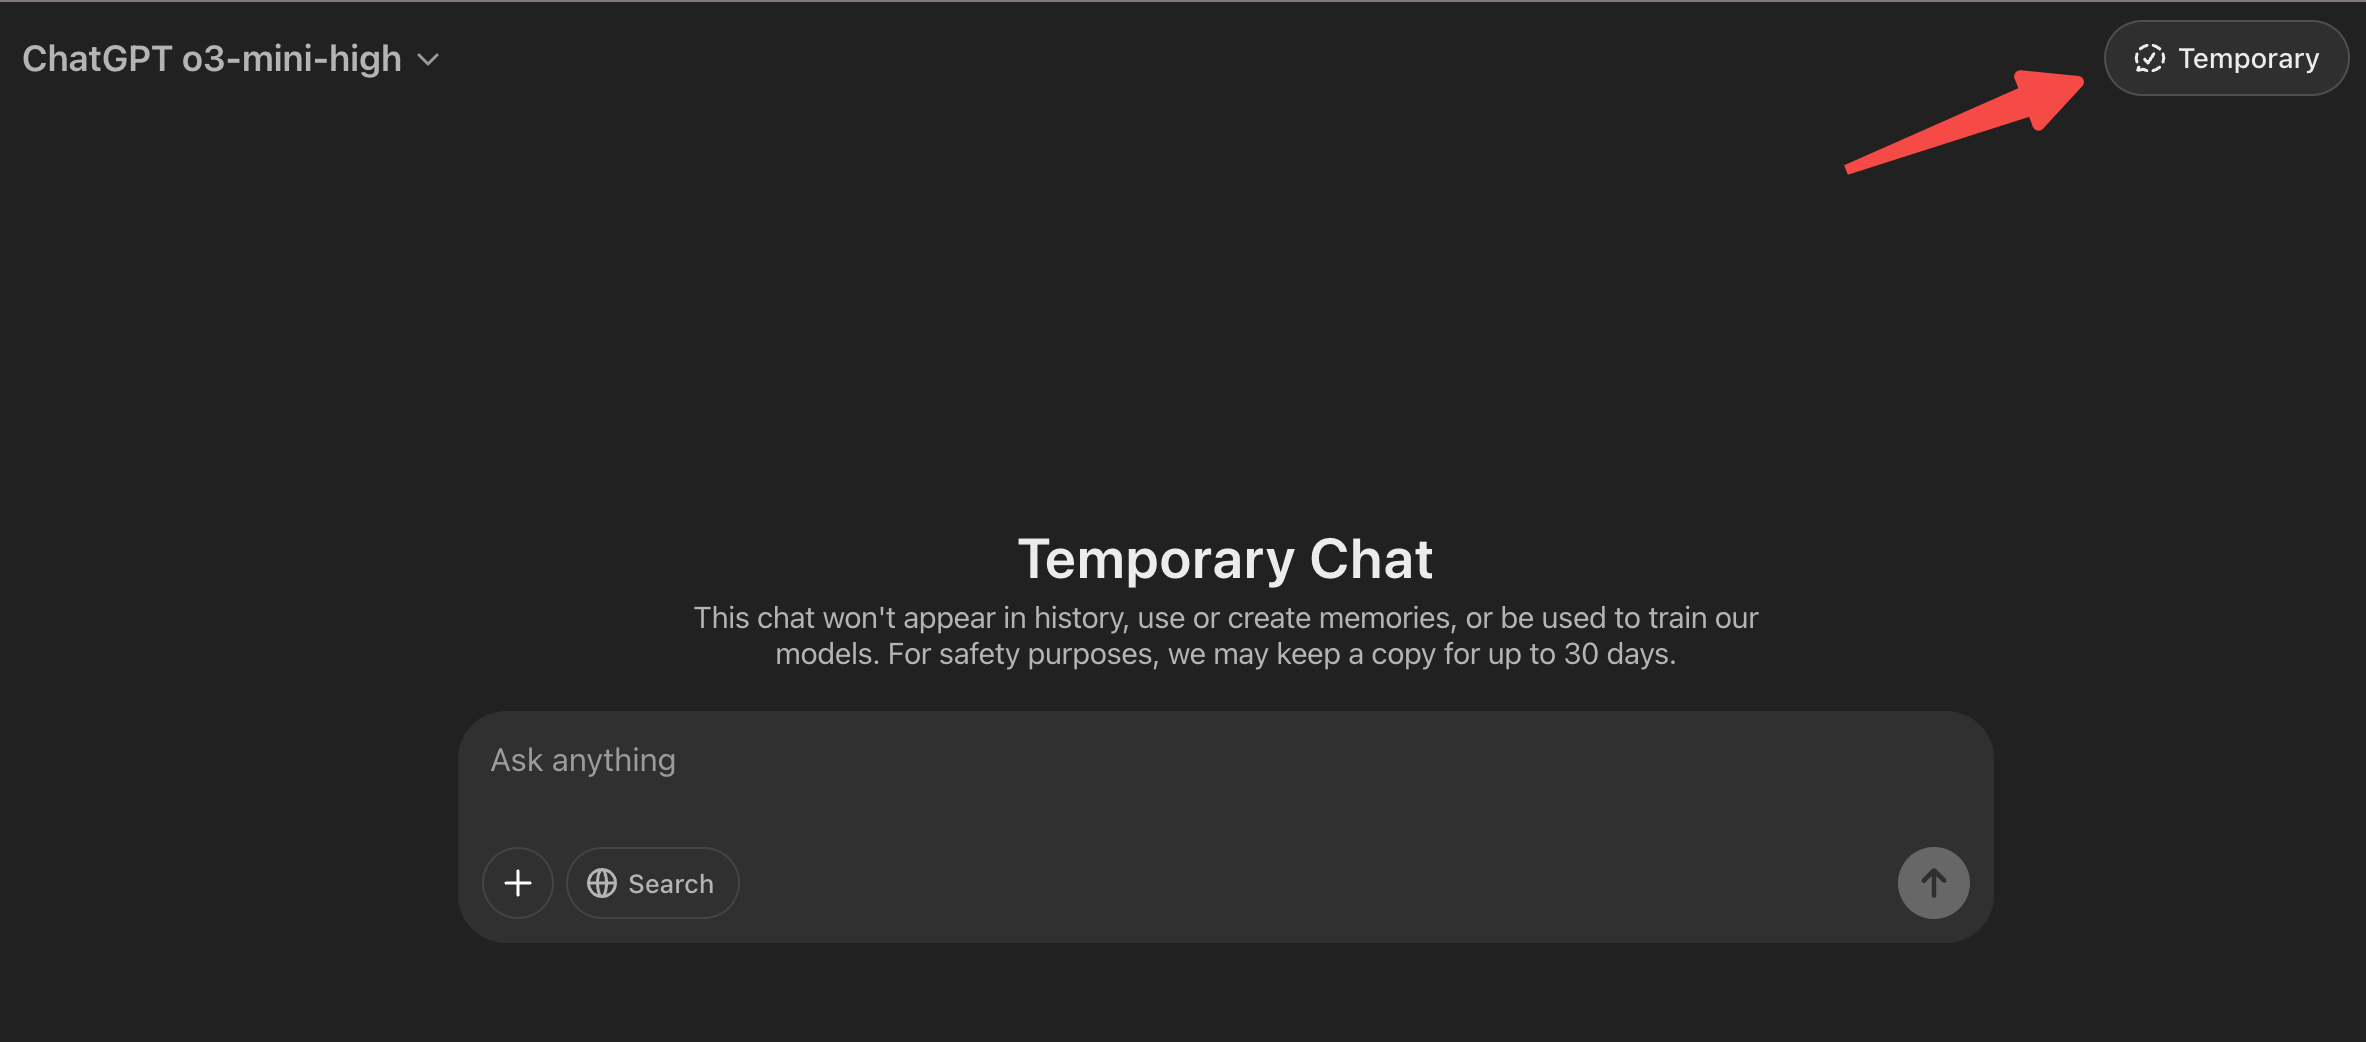 ChatGPT o3-mini-high
Temporary
Temporary Chat
This chat won't appear in history, use or create memories, or be used to train our
models. For safety purposes, we may keep a copy for up to 30 days.
Ask anything
Search